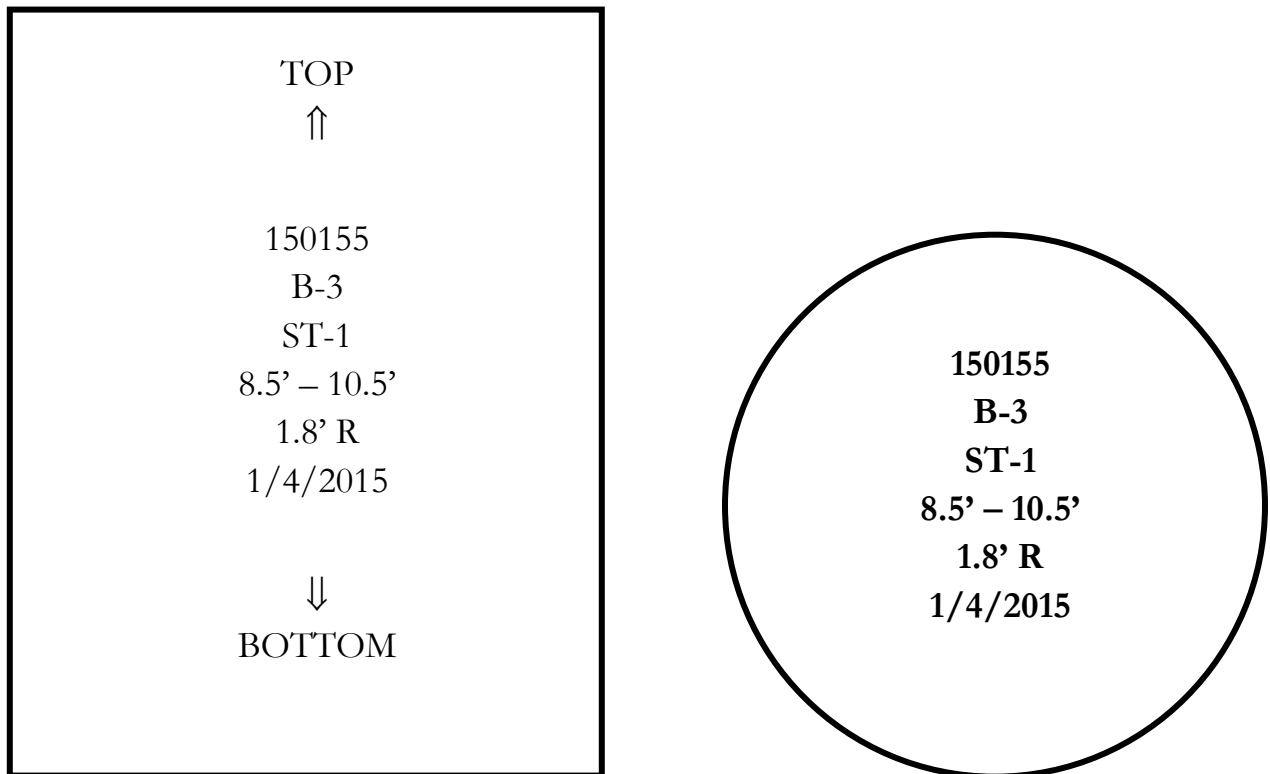 TOP
⇑
150155
B-3
ST-1
8.5’ – 10.5’
1.8’ R
1/4/2015
⇓
BOTTOM
150155
B-3
ST-1
8.5’ – 10.5’
1.8’ R
1/4/2015